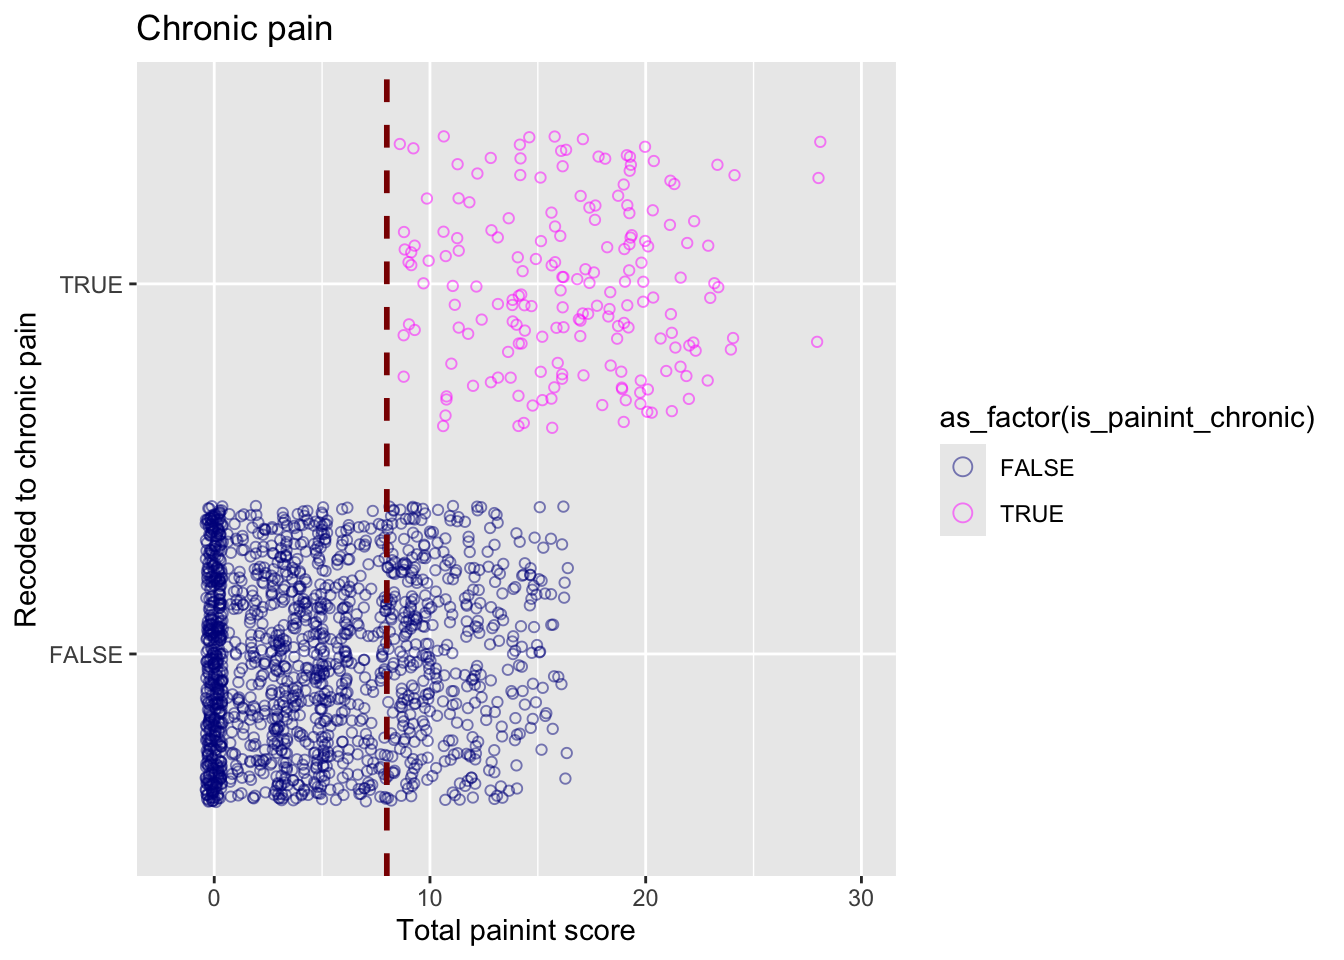 Chronic pain
Recoded to chronic pain
TRUE
FALSE
0 10 20 30
Total painint score
as_factor(is_painint_chronic)
FALSE
TRUE